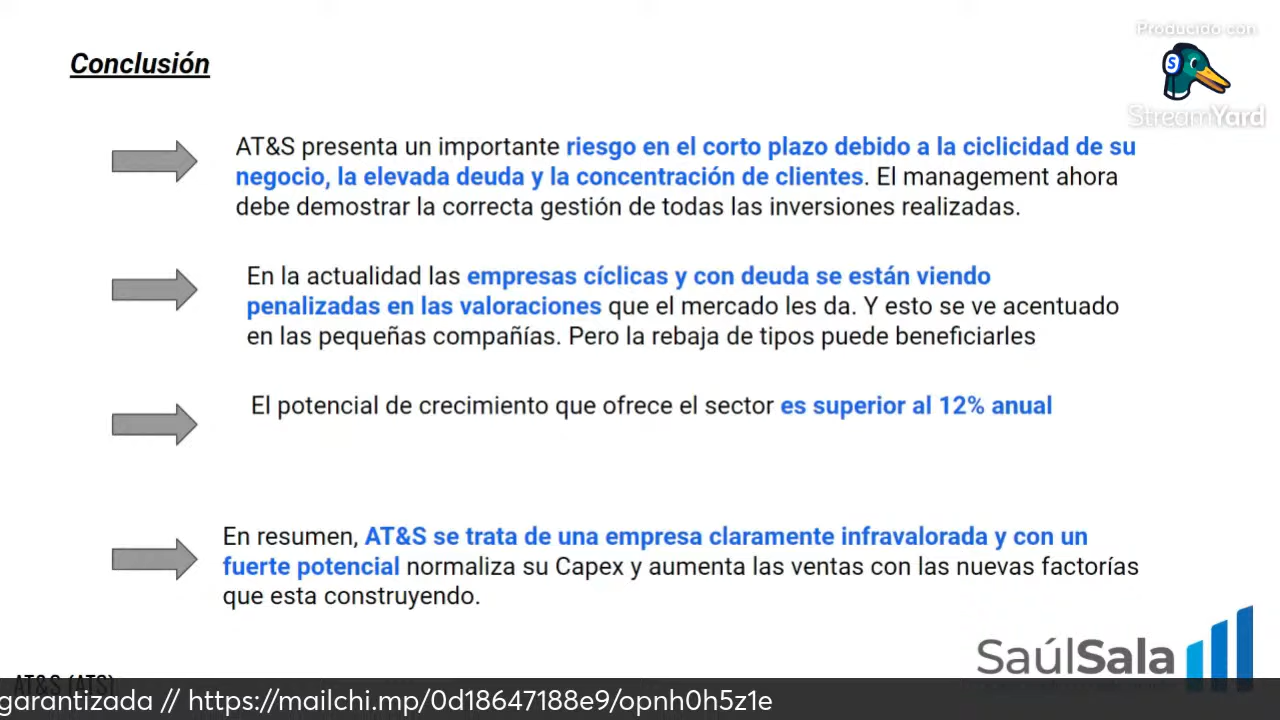 Producido con
StreamYard
Conclusión
AT&S presenta un importante riesgo en el corto plazo debido a la ciclicidad de su
negocio, la elevada deuda y la concentración de clientes. El management ahora
debe demostrar la correcta gestión de todas las inversiones realizadas.
En la actualidad las empresas cíclicas y con deuda se están viendo
penalizadas en las valoraciones que el mercado les da. Y esto se ve acentuado
en las pequeñas compañías. Pero la rebaja de tipos puede beneficiarles
El potencial de crecimiento que ofrece el sector es superior al 12% anual
En resumen, AT&S se trata de una empresa claramente infravalorada y con un
fuerte potencial normaliza su Capex y aumenta las ventas con las nuevas factorías
que esta construyendo.
SaúlSala
AT&S (ATS)
garantizada // https://mailchi.mp/0d18647188e9/opnh0h5z1e